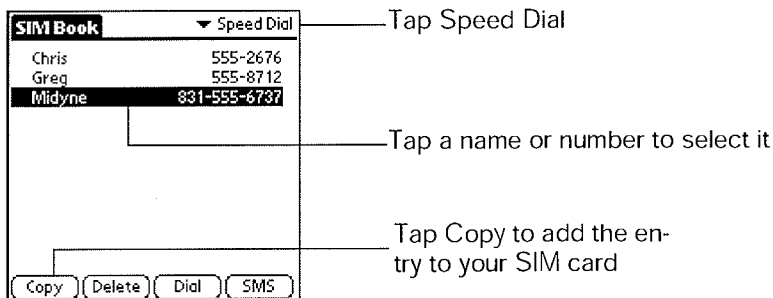 SIM Book Speed Dial
Tap Speed Dial
Chris 555-2676
Greg 555-8712
Midyne 831-555-6737
Tap a name or number to select it
Tap Copy to add the en-
try to your SIM card
Copy Delete Dial SMS